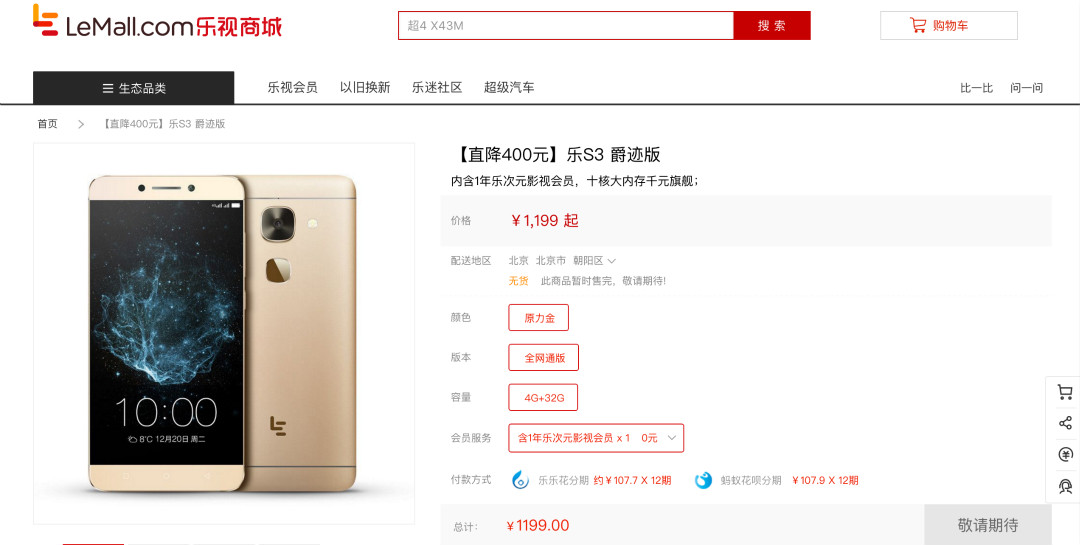 LeMall.com乐视商城
超4 X43M
搜 索
购物车
生态品类
乐视会员
以旧换新
乐迷社区
超级汽车
比一比
问一问
首页
【直降400元】乐S3 爵迹版
【直降400元】乐S3 爵迹版
内含1年乐次元影视会员，十核大内存千元旗舰；
价格 ￥1,199 起
配送地区 北京 北京市 朝阳区
无货 此商品暂时售完，敬请期待!
颜色 原力金
版本 全网通版
容量 4G+32G
会员服务 含1年乐次元影视会员 x 1 0元
付款方式 乐乐花分期 约￥107.7 X 12期 蚂蚁花呗分期 ￥107.9 X 12期
总计： ￥1199.00
敬请期待
10:00
8°C 12月20日 周二